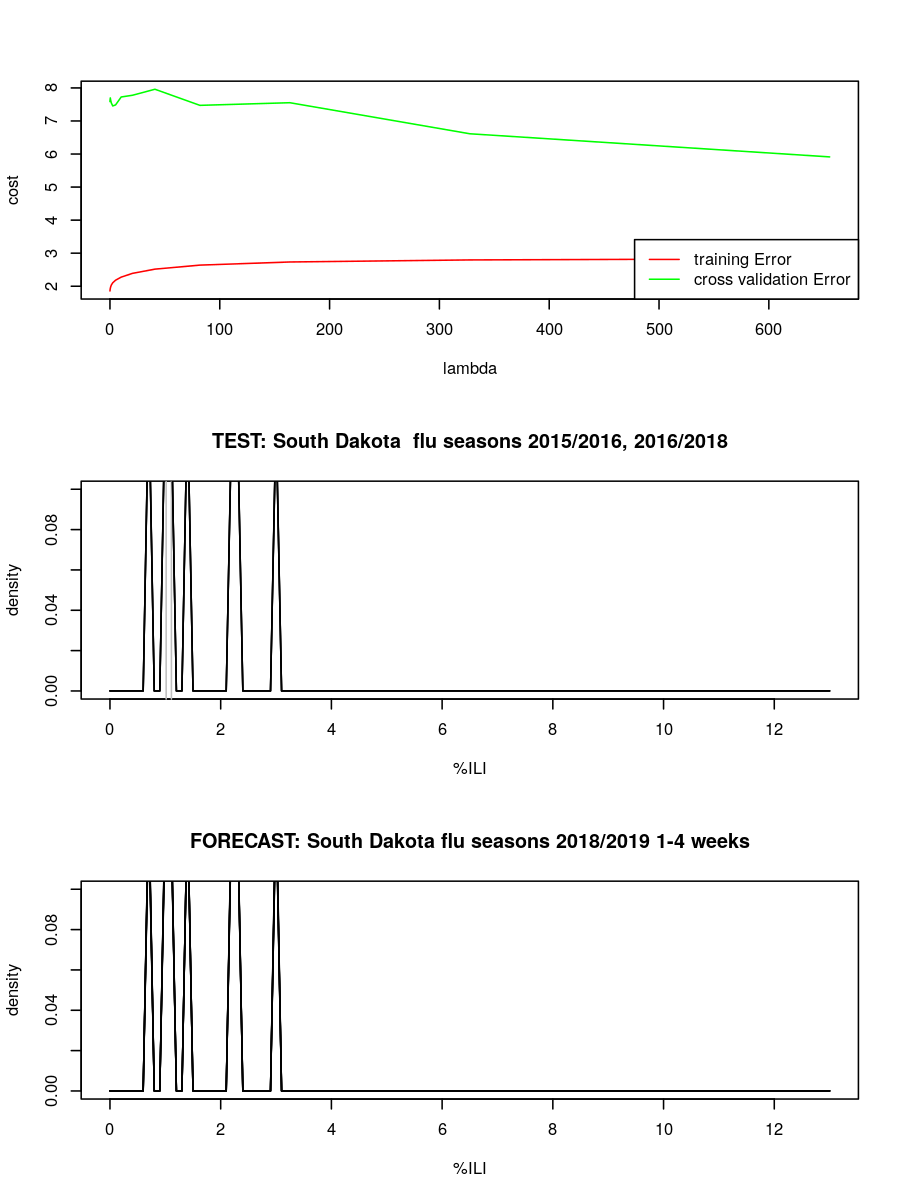 8
7
6
5
4
3
2
cost
training Error
cross validation Error
0 100 200 300 400 500 600
lambda
TEST: South Dakota  flu seasons 2015/2016, 2016/2018
0.08
0.04
0.00
density
0 2 4 6 8 10 12
%ILI
FORECAST: South Dakota flu seasons 2018/2019 1-4 weeks
0.08
0.04
0.00
density
0 2 4 6 8 10 12
%ILI